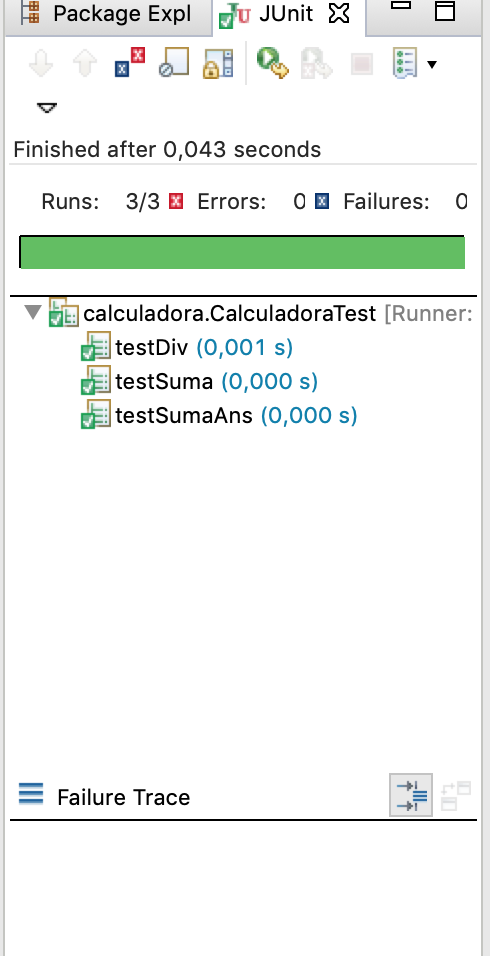 Package Expl JUnit
Finished after 0,043 seconds
Runs: 3/3 Errors: 0 Failures: 0
calculadora.CalculadoraTest [Runner:
testDiv (0,001 s)
testSuma (0,000 s)
testSumaAns (0,000 s)
Failure Trace